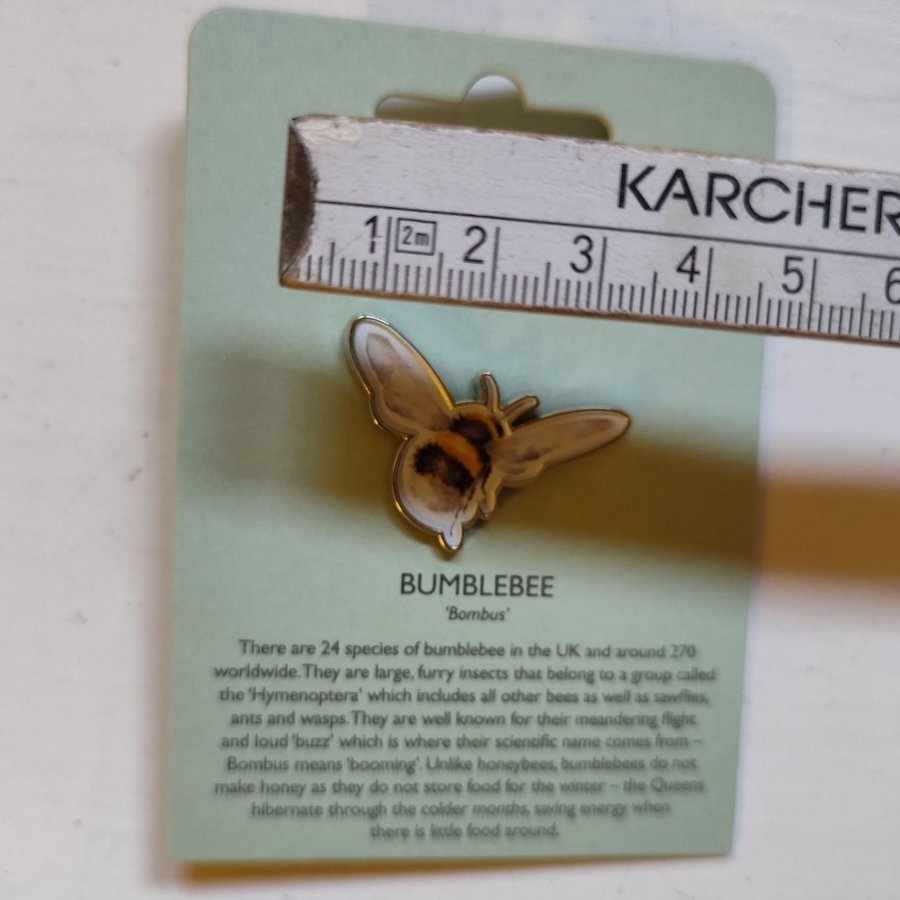 KARCHER
1 2m 2 3 4 5 6
BUMBLEBEE
'Bombus'
There are 24 species of bumblebee in the UK and around 270
worldwide. They are large, furry insects that belong to a group called
the 'Hymenoptera' which includes all other bees as well as sawflies,
ants and wasps. They are well known for their meandering flight
and loud 'buzz' which is where their scientific name comes from –
Bombus means 'booming'. Unlike honeybees, bumblebees do not
make honey as they do not store food for the winter – the Queens
hibernate through the colder months, saving energy when
there is little food around.